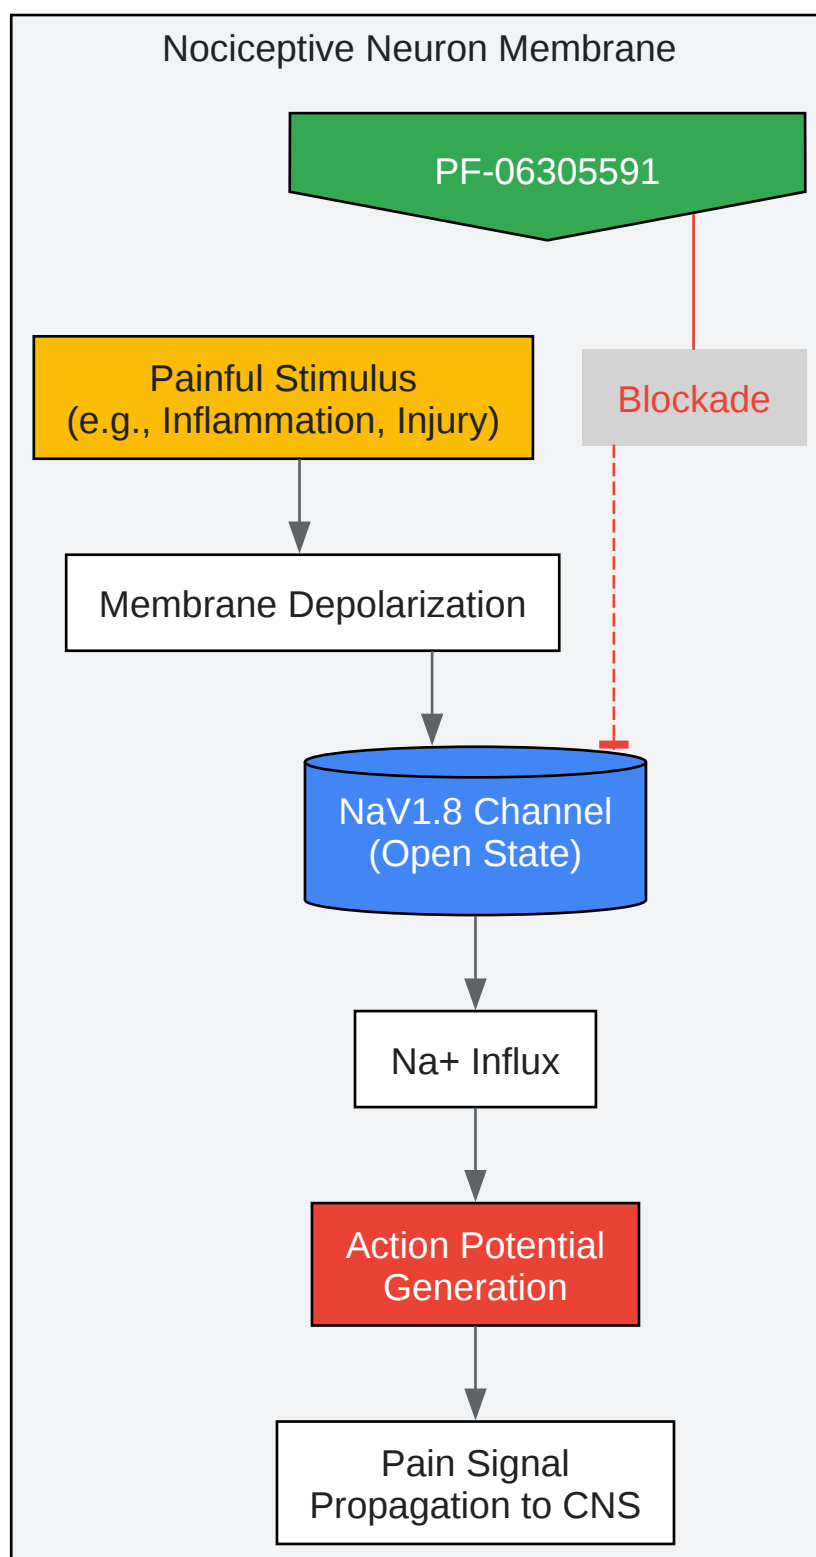 Nociceptive Neuron Membrane
PF-06305591
Painful Stimulus
(e.g., Inflammation, Injury)
Blockade
Membrane Depolarization
NaV1.8 Channel
(Open State)
Na+ Influx
Action Potential
Generation
Pain Signal
Propagation to CNS